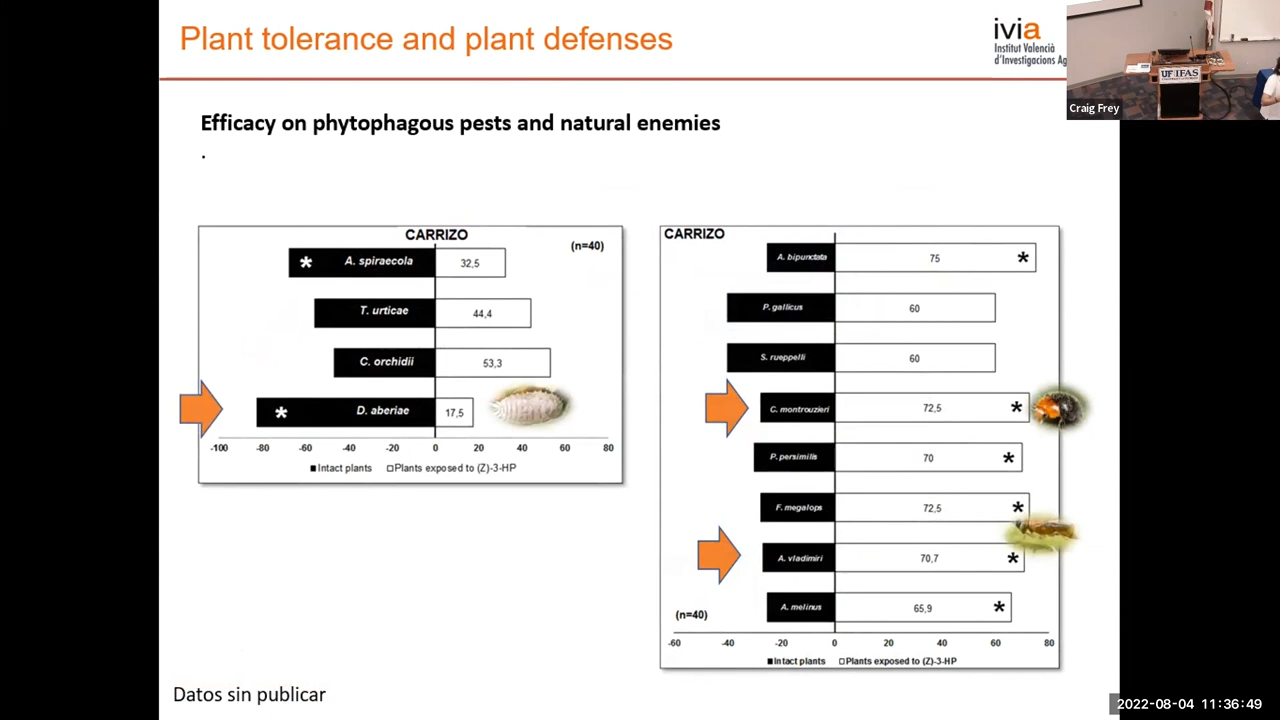 Plant tolerance and plant defenses
ivia
Institut Valencià
d'Investigacions Ag
UF IFAS
Craig Frey
Efficacy on phytophagous pests and natural enemies
.
CARRIZO
(n=40)
* A. spiraecola 32,5
T. urticae 44,4
C. orchidii 53,3
* D. aberiae 17,5
-100 -80 -60 -40 -20 0 20 40 60 80
Intact plants Plants exposed to (Z)-3-HP
CARRIZO
A. bipunctata 75 *
P. gallicus 60
S. rueppelli 60
C. montrouzieri 72,5 *
P. persimilis 70 *
F. megalops 72,5 *
A. vladimiri 70,7 *
A. melinus 65,9 *
(n=40)
-60 -40 -20 0 20 40 60 80
Intact plants Plants exposed to (Z)-3-HP
Datos sin publicar
2022-08-04 11:36:49